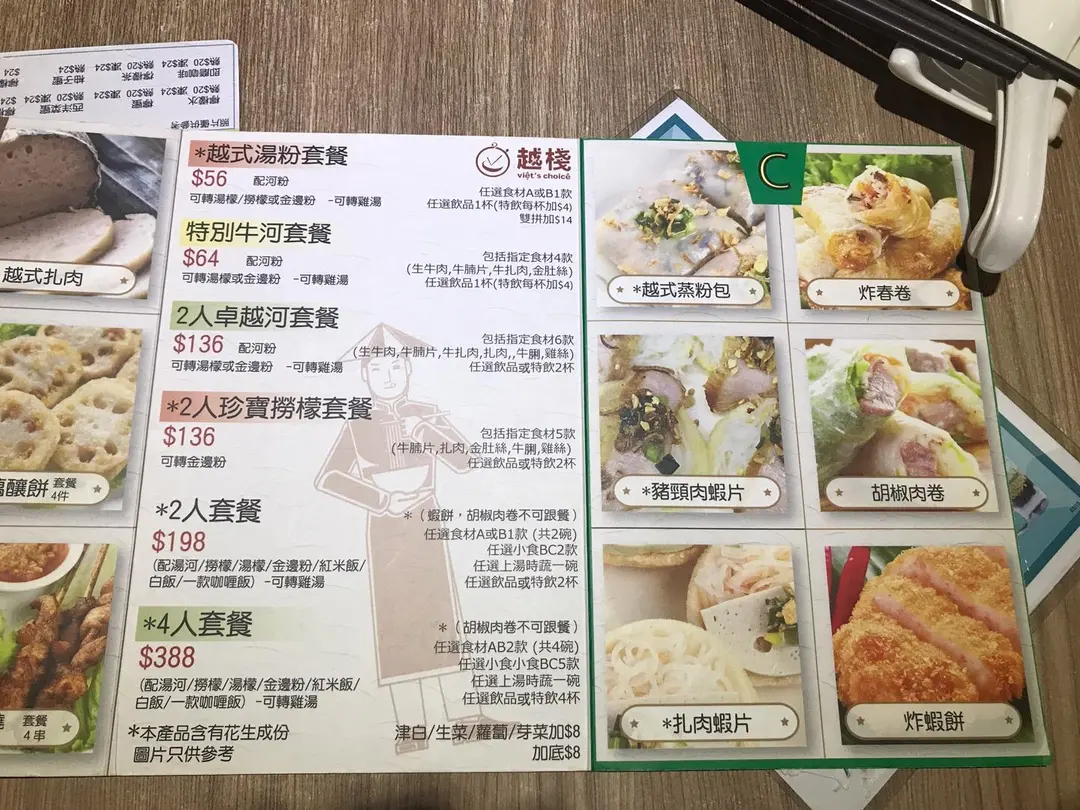 越式扎肉
釀餅 套餐
4件
套餐
4串
*越式湯粉套餐
$56 配河粉
可轉湯檬/撈檬或金邊粉 -可轉雞湯
越棧
việt's choice
任選食材A或B1款
任選飲品1杯(特飲每杯加$4)
雙拼加$14
特別牛河套餐
$64 配河粉
可轉湯檬或金邊粉 -可轉雞湯
包括指定食材4款
(生牛肉,牛腩片,牛扎肉,金肚絲)
任選飲品1杯(特飲每杯加$4)
2人卓越河套餐
$136 配河粉
可轉湯檬或金邊粉 -可轉雞湯
包括指定食材6款
(生牛肉,牛腩片,牛扎肉,扎肉,,牛脷,雞絲)
任選飲品或特飲2杯
*2人珍寶撈檬套餐
$136
可轉金邊粉
包括指定食材5款
(牛腩片,扎肉,金肚絲,牛脷,雞絲)
任選飲品或特飲2杯
*2人套餐
$198
(配湯河/撈檬/湯檬/金邊粉/紅米飯/
白飯/一款咖喱飯) -可轉雞湯
*（蝦餅，胡椒肉卷不可跟餐）
任選食材A或B1款 (共2碗)
任選小食BC2款
任選上湯時蔬一碗
任選飲品或特飲2杯
*4人套餐
$388
(配湯河/撈檬/湯檬/金邊粉/紅米飯/
白飯/一款咖喱飯) -可轉雞湯
*（胡椒肉卷不可跟餐）
任選食材AB2款 (共4碗)
任選小食小食BC5款
任選上湯時蔬一碗
任選飲品或特飲4杯
*本產品含有花生成份
圖片只供參考
津白/生菜/蘿蔔/芽菜加$8
加底$8
C
*越式蒸粉包
炸春卷
*豬頸肉蝦片
胡椒肉卷
*扎肉蝦片
炸蝦餅